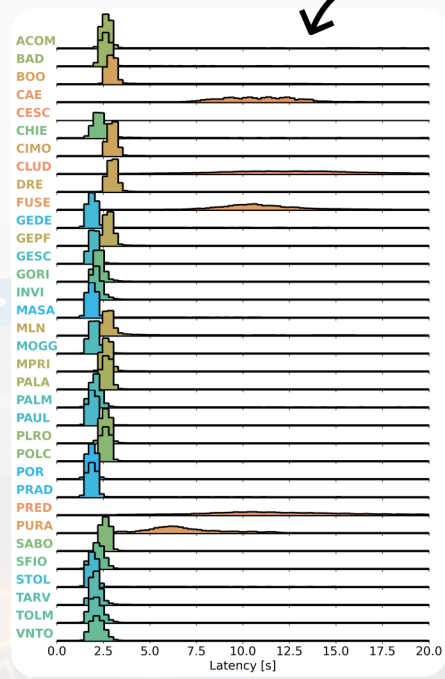 ACOM
BAD
BOO
CAE
CESC
CHIE
CIMO
CLUD
DRE
FUSE
GEDE
GEPF
GESC
GORI
INVI
MASA
MLN
MOGG
MPRI
PALA
PALM
PAUL
PLRO
POLC
POR
PRAD
PRED
PURA
SABO
SFIO
STOL
TARV
TOLM
VNTO
0.0 2.5 5.0 7.5 10.0 12.5 15.0 17.5 20.0
Latency [s]